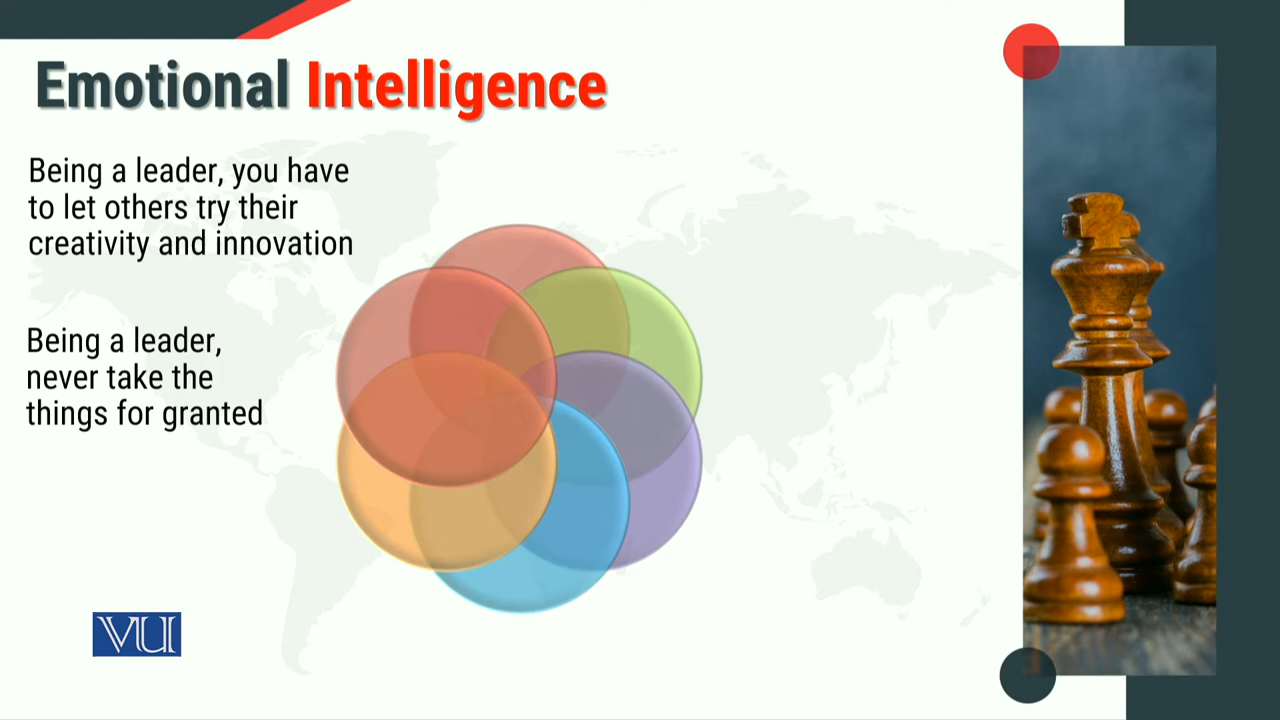 Emotional Intelligence
Being a leader, you have
to let others try their
creativity and innovation
Being a leader,
never take the
things for granted
VU